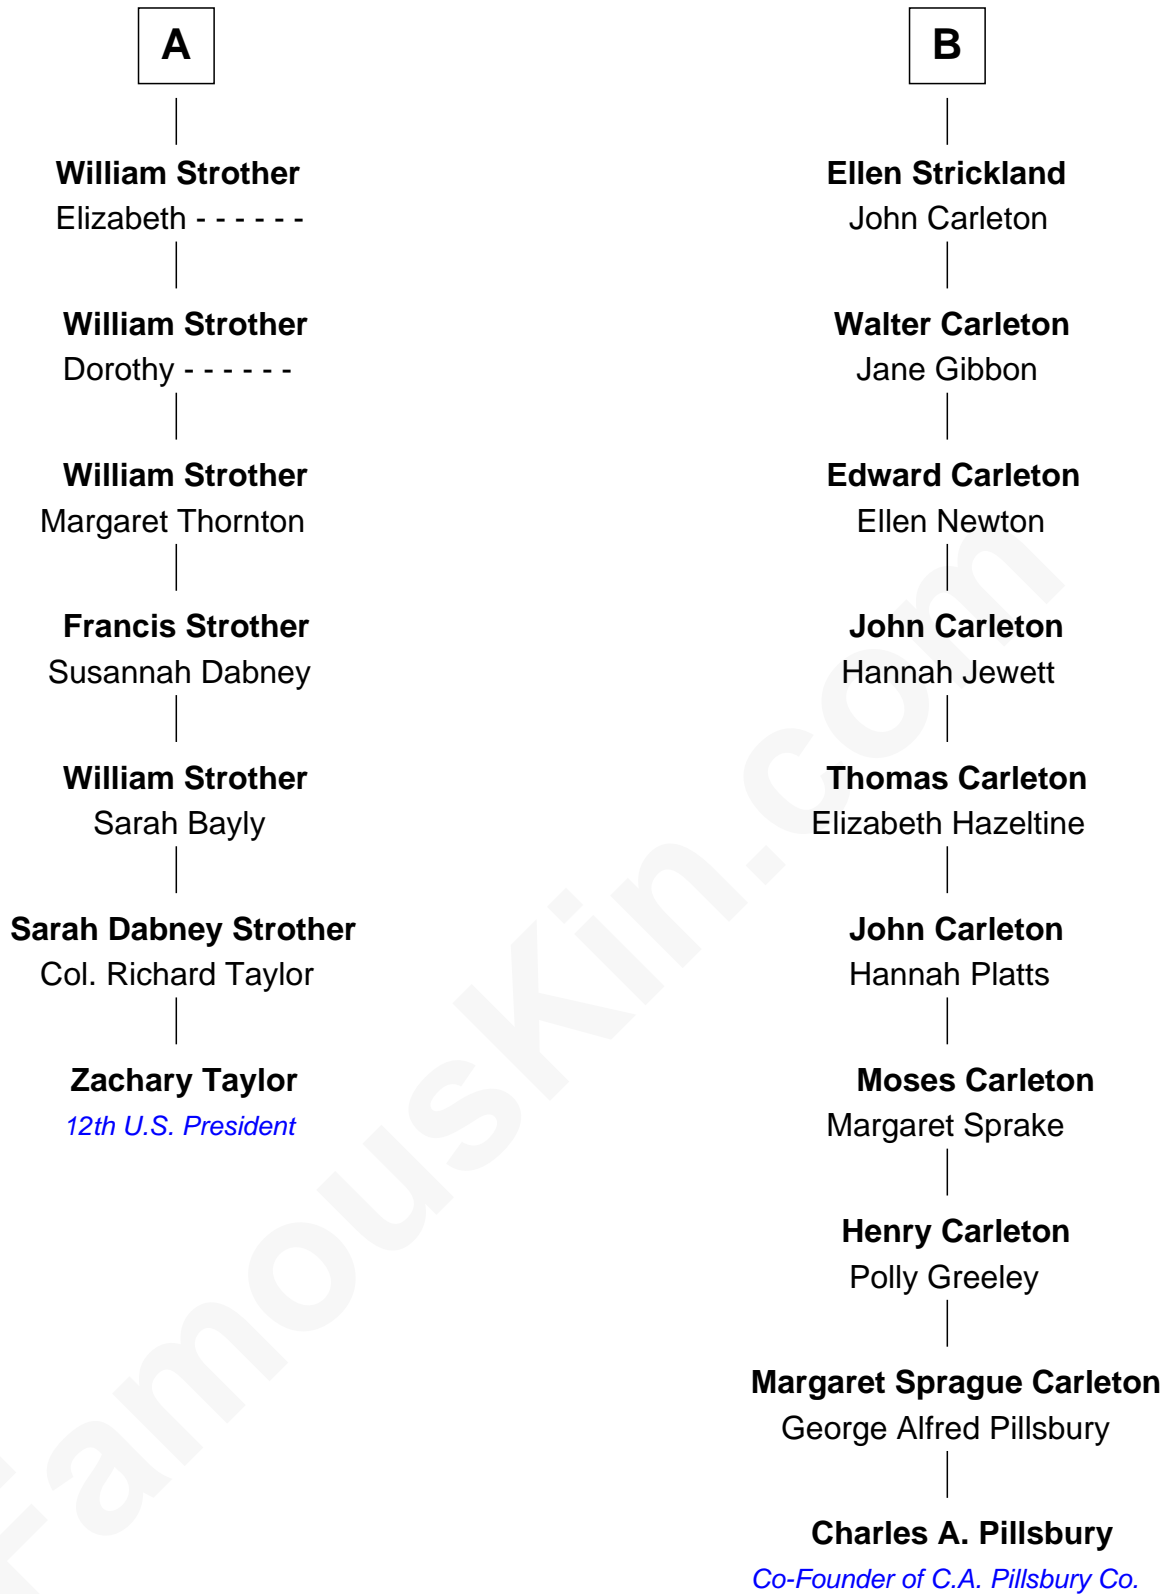 A
William Strother
Elizabeth - - - - - -
William Strother
Dorothy - - - - - -
William Strother
Margaret Thornton
Francis Strother
Susannah Dabney
William Strother
Sarah Bayly
Sarah Dabney Strother
Col. Richard Taylor
Zachary Taylor
12th U.S. President
B
Ellen Strickland
John Carleton
Walter Carleton
Jane Gibbon
Edward Carleton
Ellen Newton
John Carleton
Hannah Jewett
Thomas Carleton
Elizabeth Hazeltine
John Carleton
Hannah Platts
Moses Carleton
Margaret Sprake
Henry Carleton
Polly Greeley
Margaret Sprague Carleton
George Alfred Pillsbury
Charles A. Pillsbury
Co-Founder of C.A. Pillsbury Co.
FamousKin.com